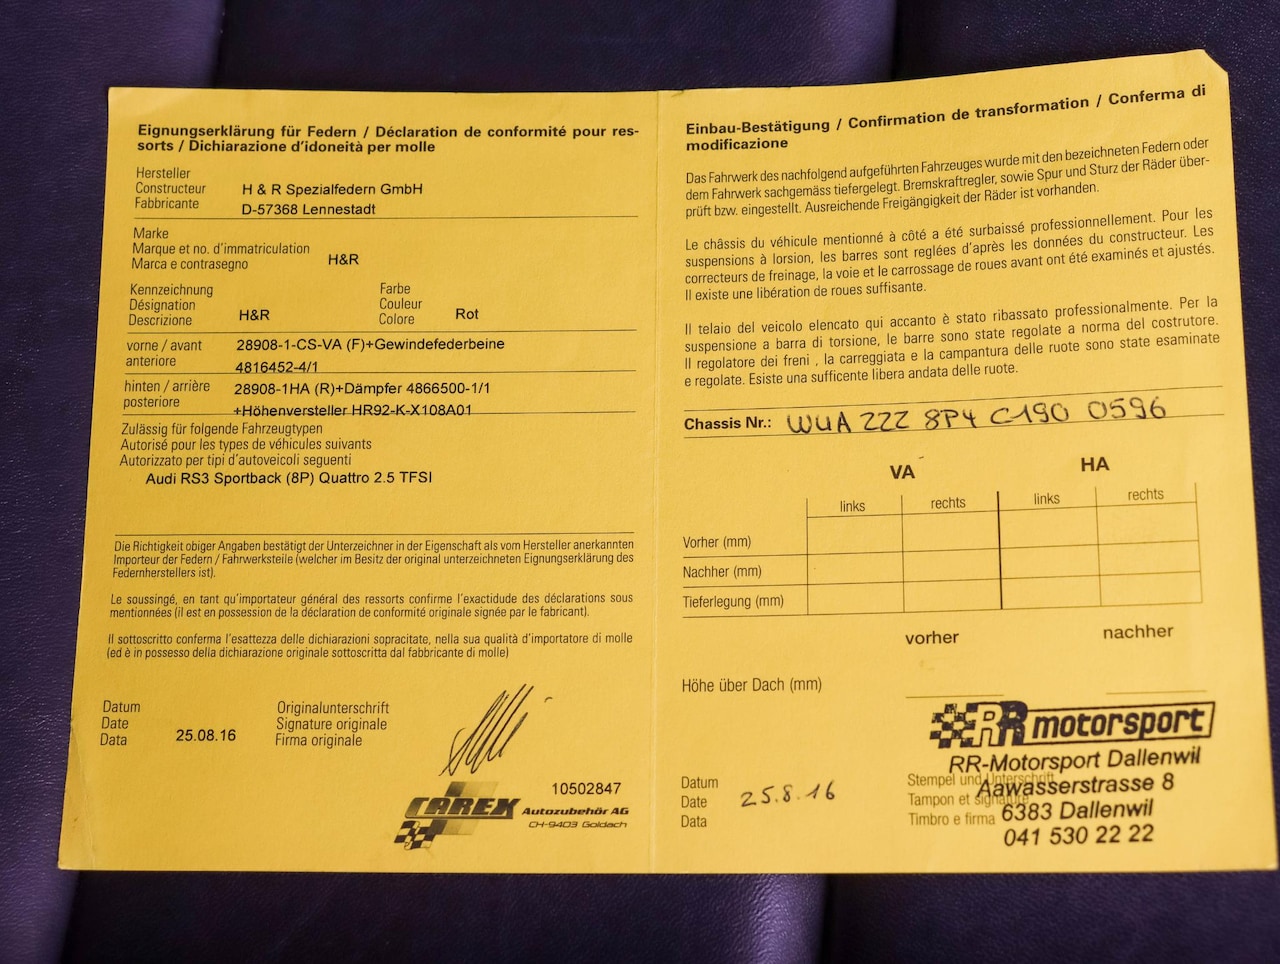 Eignungserklärung für Federn / Déclaration de conformité pour res-
sorts / Dichiarazione d'idoneità per molle
Hersteller
Constructeur
Fabbricante
H & R Spezialfedern GmbH
D-57368 Lennestadt
Marke
Marque et no. d'immatriculation
Marca e contrasegno
H&R
Kennzeichnung
Désignation
Descrizione
H&R
Farbe
Couleur
Colore
Rot
vorne / avant
anteriore
28908-1-CS-VA (F)+Gewindefederbeine
4816452-4/1
hinten / arrière
posteriore
28908-1HA (R)+Dämpfer 4866500-1/1
+Höhenversteller HR92-K-X108A01
Zulässig für folgende Fahrzeugtypen
Autorisé pour les types de véhicules suivants
Autorizzato per tipi d'autoveicoli seguenti
Audi RS3 Sportback (8P) Quattro 2.5 TFSI
Die Richtigkeit obiger Angaben bestätigt der Unterzeichner in der Eigenschaft als vom Hersteller anerkannten
Importeur der Federn / Fahrwerksteile (welcher im Besitz der original unterzeichneten Eignungserklärung des
Federnherstellers ist).
Le soussigné, en tant qu'importateur général des ressorts confirme l'exactidude des déclarations sous
mentionnées (il est en possession de la déclaration de conformité originale signée par le fabricant).
Il sottoscritto conferma l'esattezza delle dichiarazioni sopracitate, nella sua qualità d'importatore di molle
(ed è in possesso della dichiarazione originale sottoscritta dal fabbricante di molle)
Datum
Date
Data
25.08.16
Originalunterschrift
Signature originale
Firma originale
10502847
CAREX Autozubehör AG
CH-9403 Goldach
Einbau-Bestätigung / Confirmation de transformation / Conferma di
modificazione
Das Fahrwerk des nachfolgend aufgeführten Fahrzeuges wurde mit den bezeichneten Federn oder
dem Fahrwerk sachgemäss tiefergelegt. Bremskraftregler, sowie Spur und Sturz der Räder über-
prüft bzw. eingestellt. Ausreichende Freigängigkeit der Räder ist vorhanden.
Le châssis du véhicule mentionné à côté a été surbaissé professionnellement. Pour les
suspensions à lorsion, les barres sont reglées d'après les données du constructeur. Les
correcteurs de freinage, la voie et le carrossage de roues avant ont été examinés et ajustés.
Il existe une libération de roues suffisante.
Il telaio del veicolo elencato qui accanto è stato ribassato professionalmente. Per la
suspensione a barra di torsione, le barre sono state regolate a norma del costrutore.
Il regolatore dei freni , la carreggiata e la campantura delle ruote sono state esaminate
e regolate. Esiste una sufficente libera andata delle ruote.
Chassis Nr.: WUA ZZZ 8P4 C190 0596
VA HA
links rechts links rechts
Vorher (mm)
Nachher (mm)
Tieferlegung (mm)
vorher nachher
Höhe über Dach (mm)
Datum
Date
Data
25.8.16
Stempel und Unterschrift
Tampon et signature
Timbro e firma
RR motorsport
RR-Motorsport Dallenwil
Aawasserstrasse 8
6383 Dallenwil
041 530 22 22